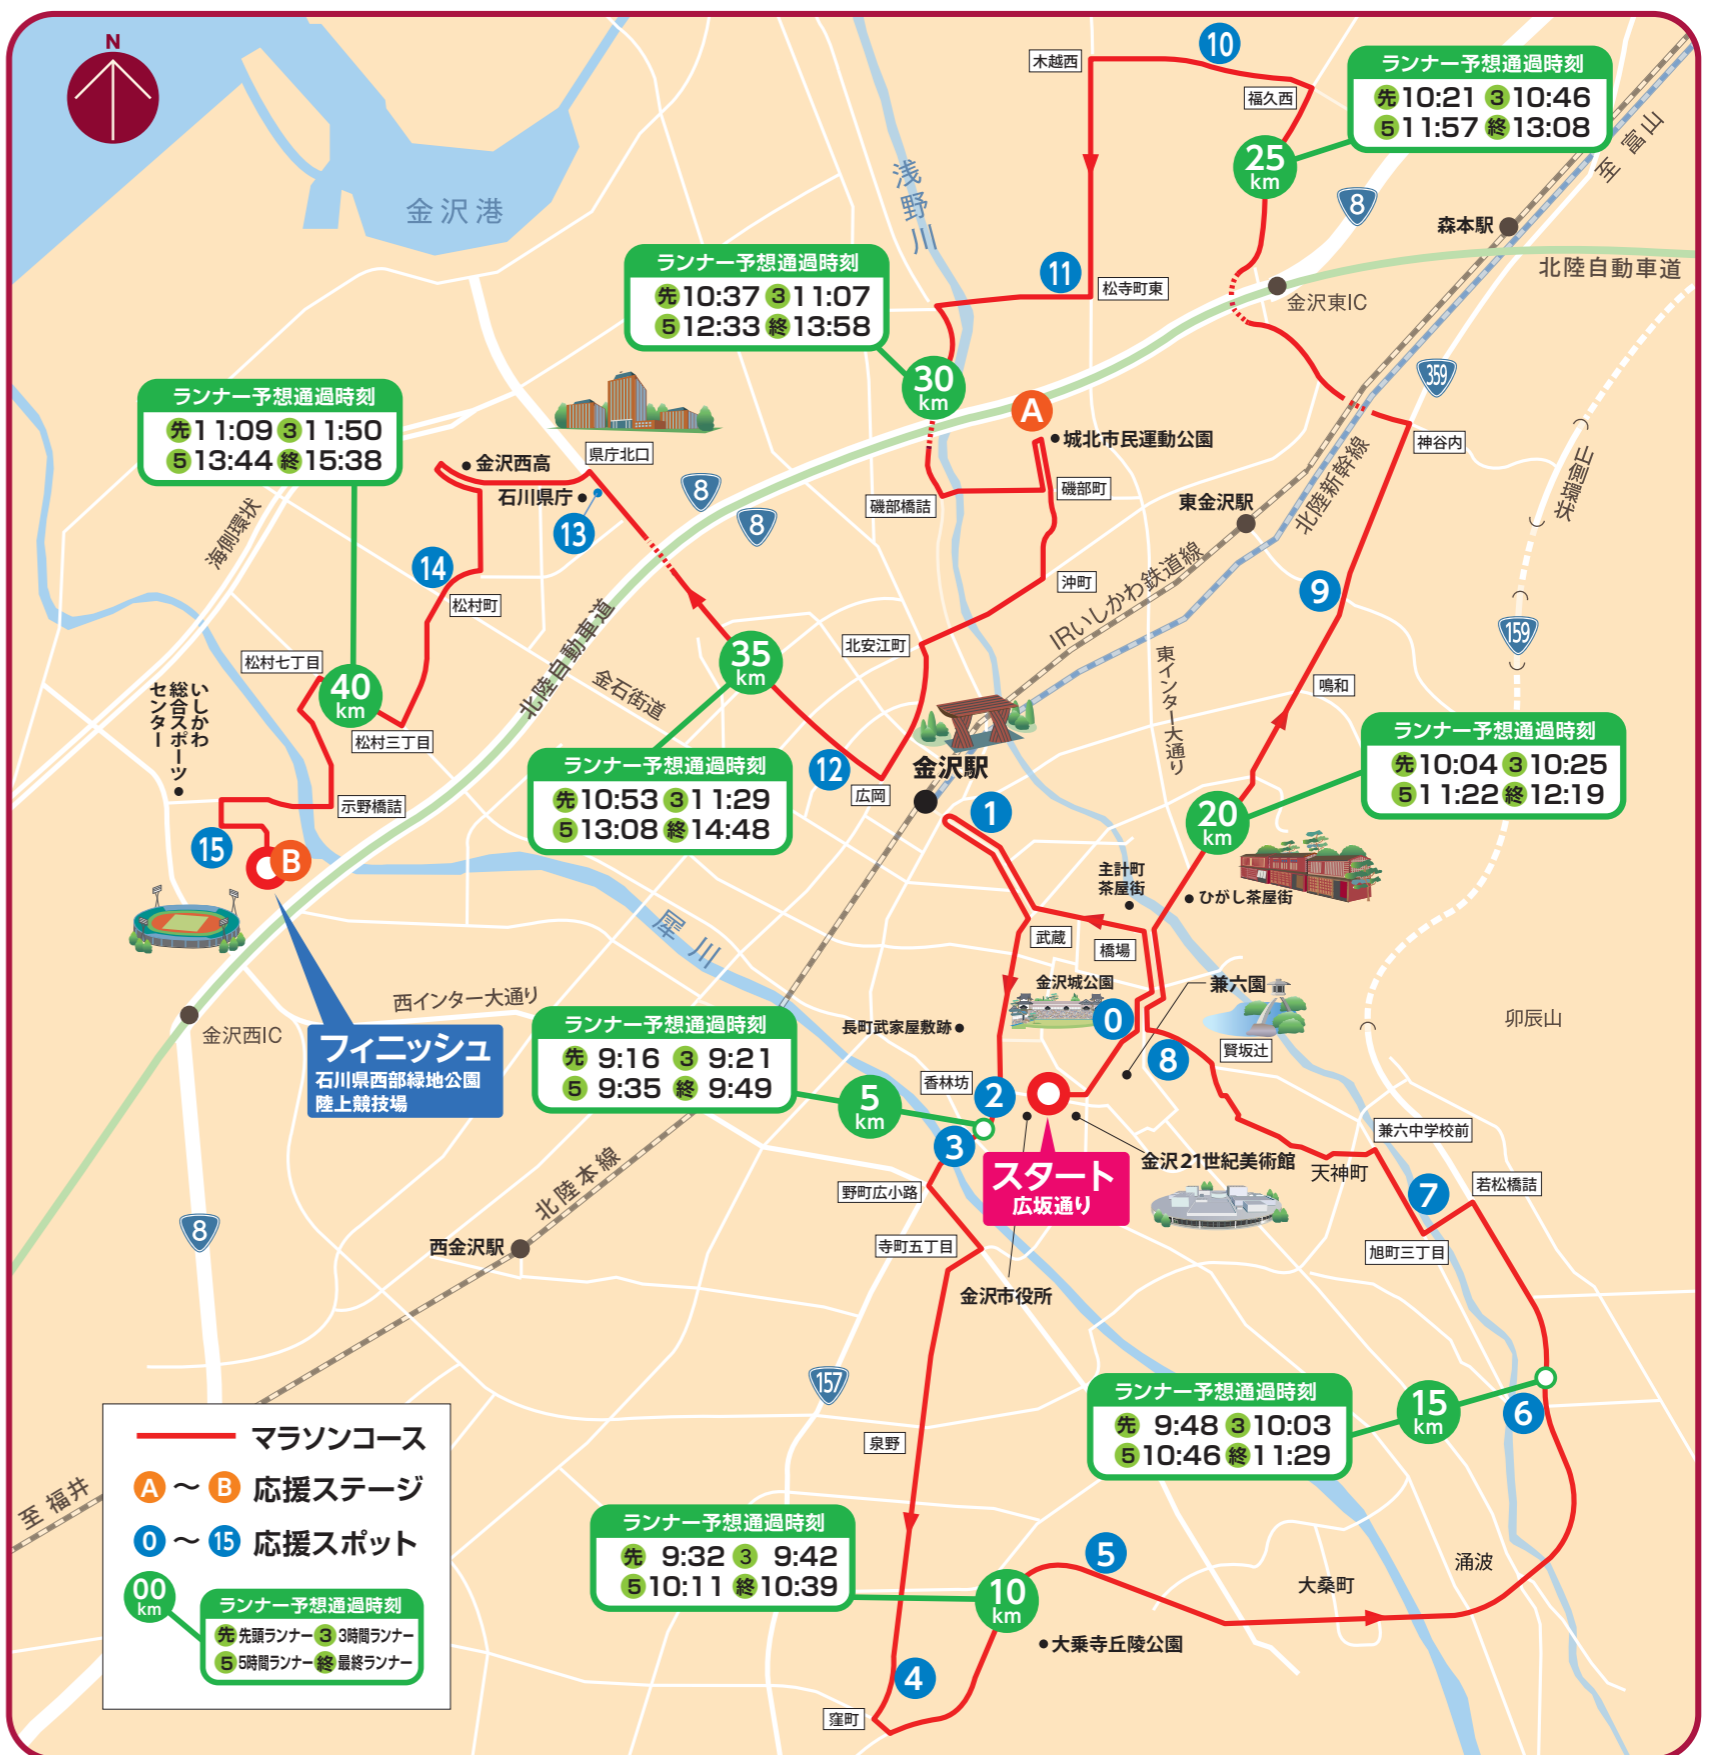 N
金沢港
浅野川
木越西
10
福久西
ランナー予想通過時刻
先10:21 3 10:46
5 11:57 終13:08
25
km
8
至 富山
森本駅
北陸自動車道
金沢東IC
11
松寺町東
ランナー予想通過時刻
先10:37 3 11:07
5 12:33 終13:58
30
km
A
城北市民運動公園
359
神谷内
山側環状
北陸新幹線
東金沢駅
ランナー予想通過時刻
先11:09 3 11:50
5 13:44 終15:38
県庁北口
金沢西高
石川県庁
13
8
8
磯部橋詰
磯部町
海側環状
14
松村町
沖町
9
159
IRいしかわ鉄道線
北陸自動車道
北安江町
東インター大通り
鳴和
松村七丁目
40
km
松村三丁目
35
km
金石街道
いしかわ
総合スポーツ
センター
示野橋詰
15
B
ランナー予想通過時刻
先10:53 3 11:29
5 13:08 終14:48
12
広岡
金沢駅
1
ランナー予想通過時刻
先10:04 3 10:25
5 11:22 終12:19
20
km
主計町
茶屋街
ひがし茶屋街
犀川
武蔵
橋場
金沢城公園
0
兼六園
卯辰山
賢坂辻
8
西インター大通り
金沢西IC
フィニッシュ
石川県西部緑地公園
陸上競技場
ランナー予想通過時刻
先 9:16 3 9:21
5 9:35 終 9:49
5
km
長町武家屋敷跡
香林坊
2
3
スタート
広坂通り
金沢21世紀美術館
天神町
兼六中学校前
7
若松橋詰
旭町三丁目
野町広小路
寺町五丁目
金沢市役所
北陸本線
西金沢駅
8
157
泉野
ランナー予想通過時刻
先 9:48 3 10:03
5 10:46 終11:29
15
km
6
ランナー予想通過時刻
先 9:32 3 9:42
5 10:11 終10:39
10
km
5
大桑町
涌波
大乗寺丘陵公園
4
窪町
至 福井
マラソンコース
A～B 応援ステージ
0～15 応援スポット
00
km
ランナー予想通過時刻
先 先頭ランナー 3 3時間ランナー
5 5時間ランナー 終 最終ランナー